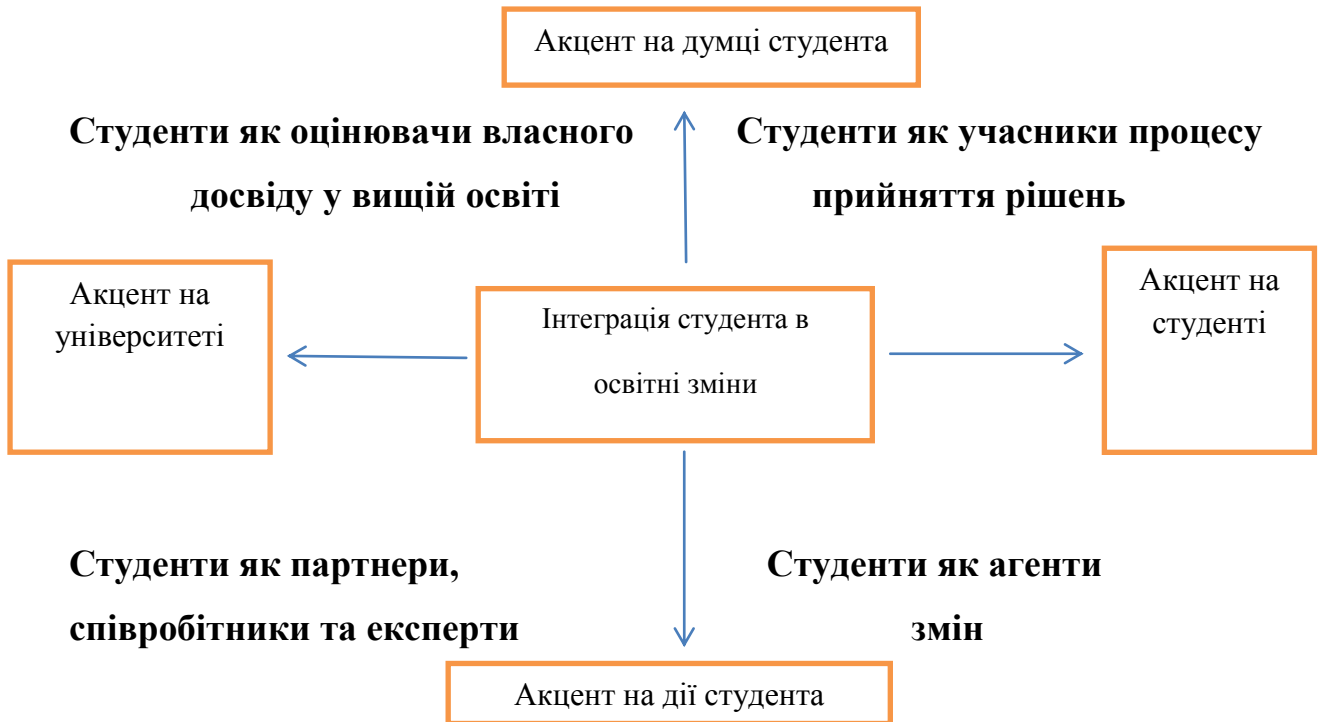 Акцент на думці студента
Студенти як оцінювачи власного
досвіду у вищій освіті
Студенти як учасники процесу
прийняття рішень
Акцент на
університеті
Інтеграція студента в
освітні зміни
Акцент на
студенті
Студенти як партнери,
співробітники та експерти
Студенти як агенти
змін
Акцент на дії студента